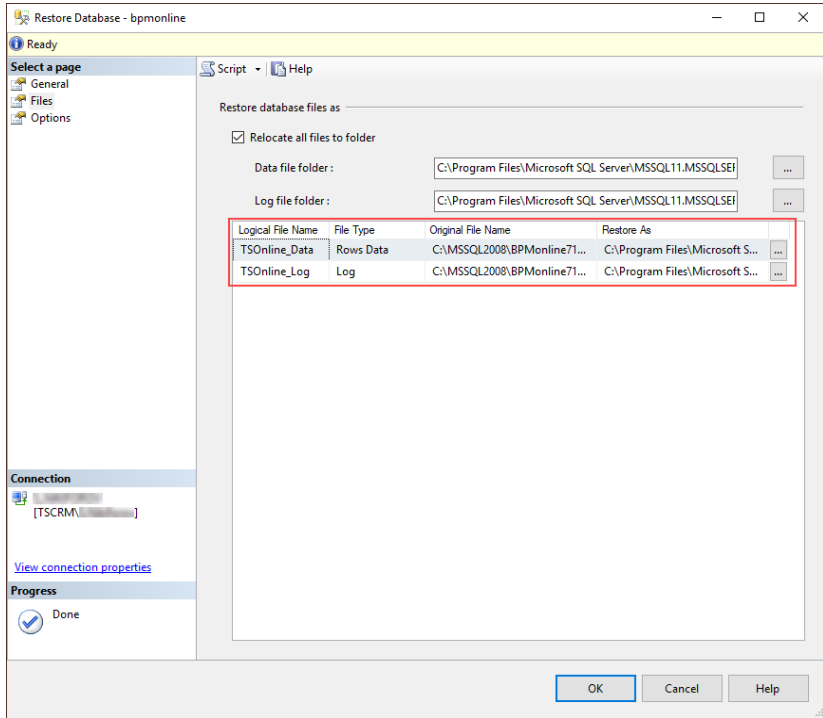 Restore Database - bpmonline
Ready
Select a page
General
Files
Options
Script
Help
Restore database files as
Relocate all files to folder
Data file folder :
C:\Program Files\Microsoft SQL Server\MSSQL11.MSSQLSEF
...
Log file folder :
C:\Program Files\Microsoft SQL Server\MSSQL11.MSSQLSEF
...
Logical File Name File Type Original File Name Restore As
TSOnline_Data Rows Data C:\MSSQL2008\BPMonline71... C:\Program Files\Microsoft S... ...
TSOnline_Log Log C:\MSSQL2008\BPMonline71... C:\Program Files\Microsoft S... ...
Connection
[TSCRM\ ]
View connection properties
Progress
Done
OK Cancel Help